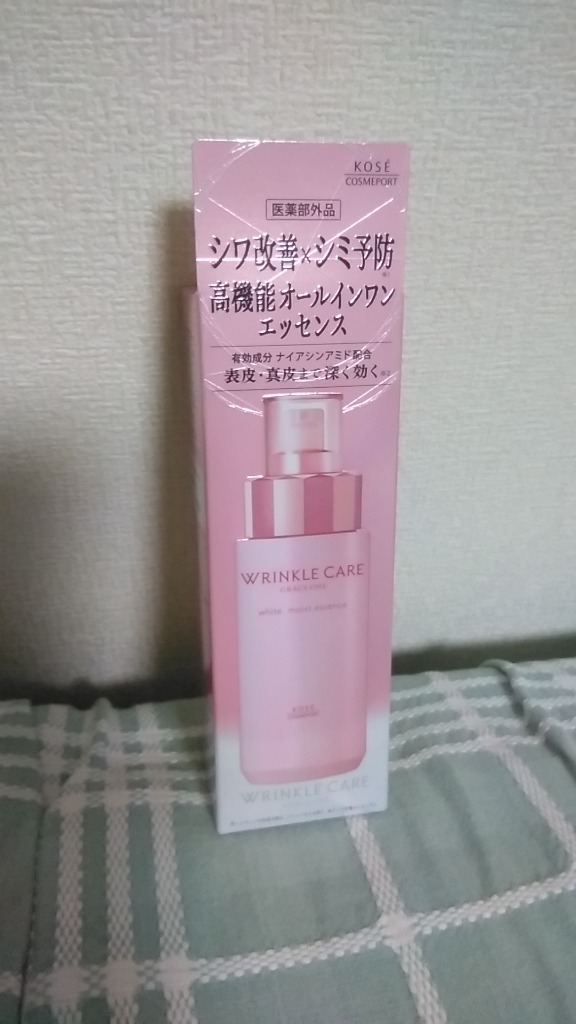 KOSÉ
COSMEPORT
医薬部外品
シワ改善×シミ予防
高機能オールインワン
エッセンス
有効成分 ナイアシンアミド配合
表皮・真皮まで深く効く
WRINKLE CARE
GRACE ONE
white moist essence
KOSÉ
COSMEPORT
WRINKLE CARE